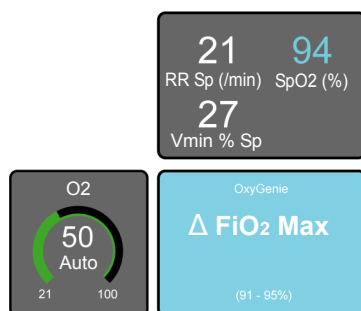 21 94
RR Sp (/min) SpO2 (%)
27
Vmin % Sp
O2
50
Auto
21 100
OxyGenie
Δ FiO₂ Max
(91 - 95%)